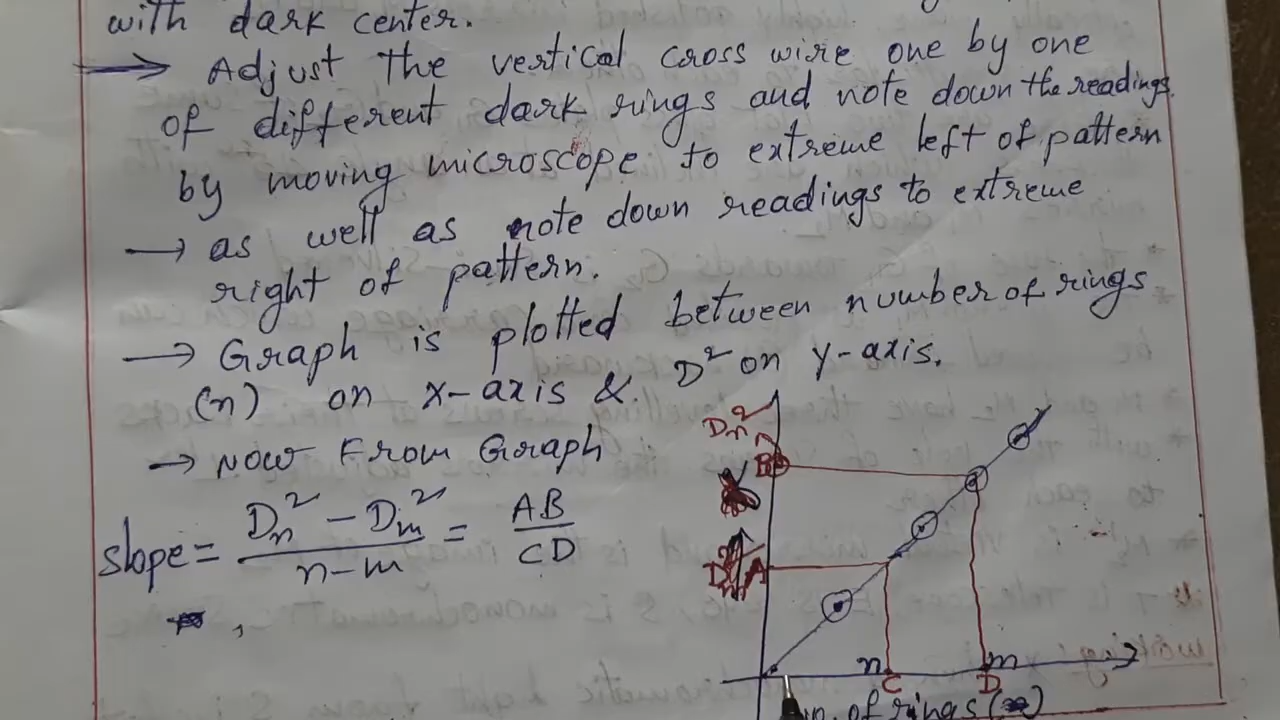 with dark center.
→ Adjust the vertical cross wire one by one
of different dark rings and note down the readings
by moving microscope to extreme left of pattern
→ as well as note down readings to extreme
right of pattern.
→ Graph is plotted between number of rings
(n) on x-axis & D² on y-axis.
→ Now From Graph
slope = Dn² - Dm² / n-m = AB / CD
Dn²
B
A
n m
C D
of rings